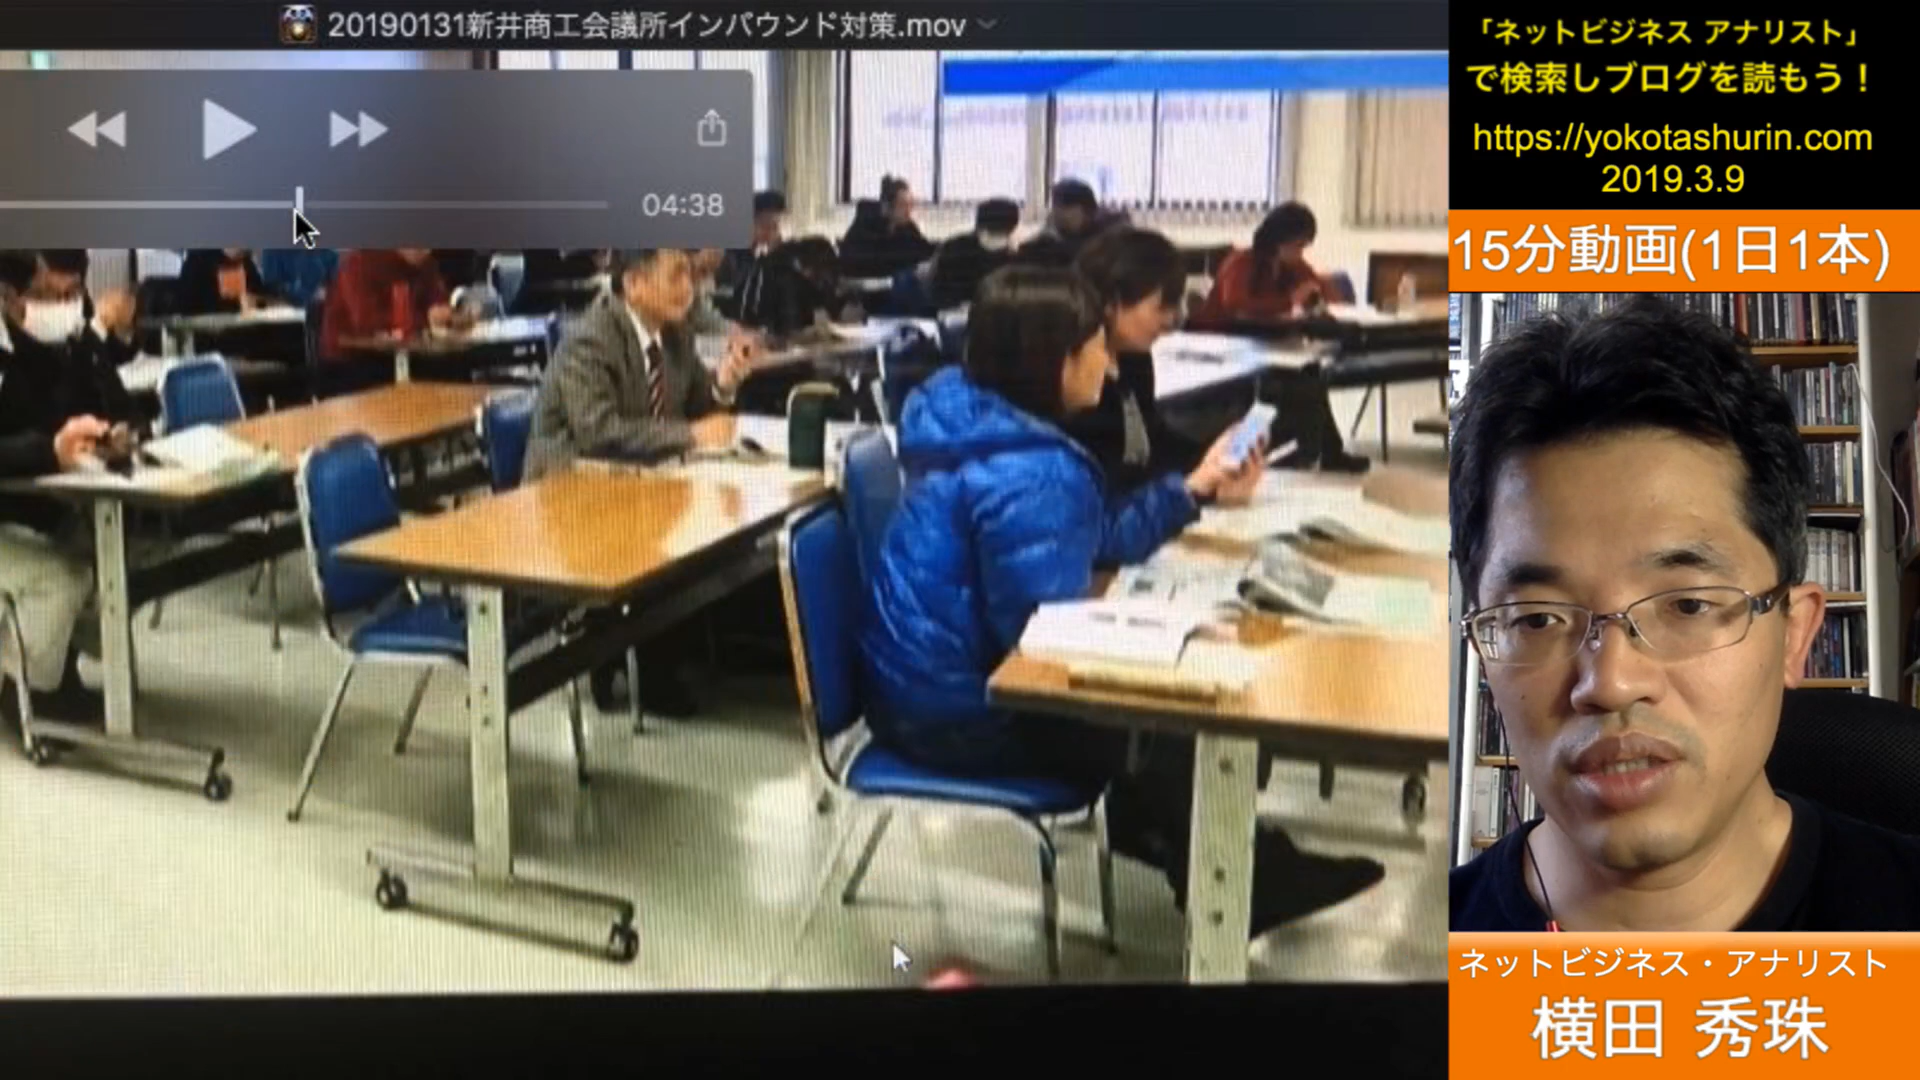 20190131新井商工会議所インバウンド対策.mov
04:38
「ネットビジネス アナリスト」
で検索しブログを読もう！
https://yokotashurin.com
2019.3.9
15分動画(1日1本)
ネットビジネス・アナリスト
横田 秀珠